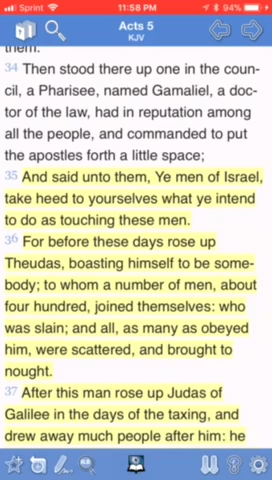 Sprint 11:58 PM 94%
Acts 5
KJV
them.
34 Then stood there up one in the coun-
cil, a Pharisee, named Gamaliel, a doc-
tor of the law, had in reputation among
all the people, and commanded to put
the apostles forth a little space;
35 And said unto them, Ye men of Israel,
take heed to yourselves what ye intend
to do as touching these men.
36 For before these days rose up
Theudas, boasting himself to be some-
body; to whom a number of men, about
four hundred, joined themselves: who
was slain; and all, as many as obeyed
him, were scattered, and brought to
nought.
37 After this man rose up Judas of
Galilee in the days of the taxing, and
drew away much people after him: he